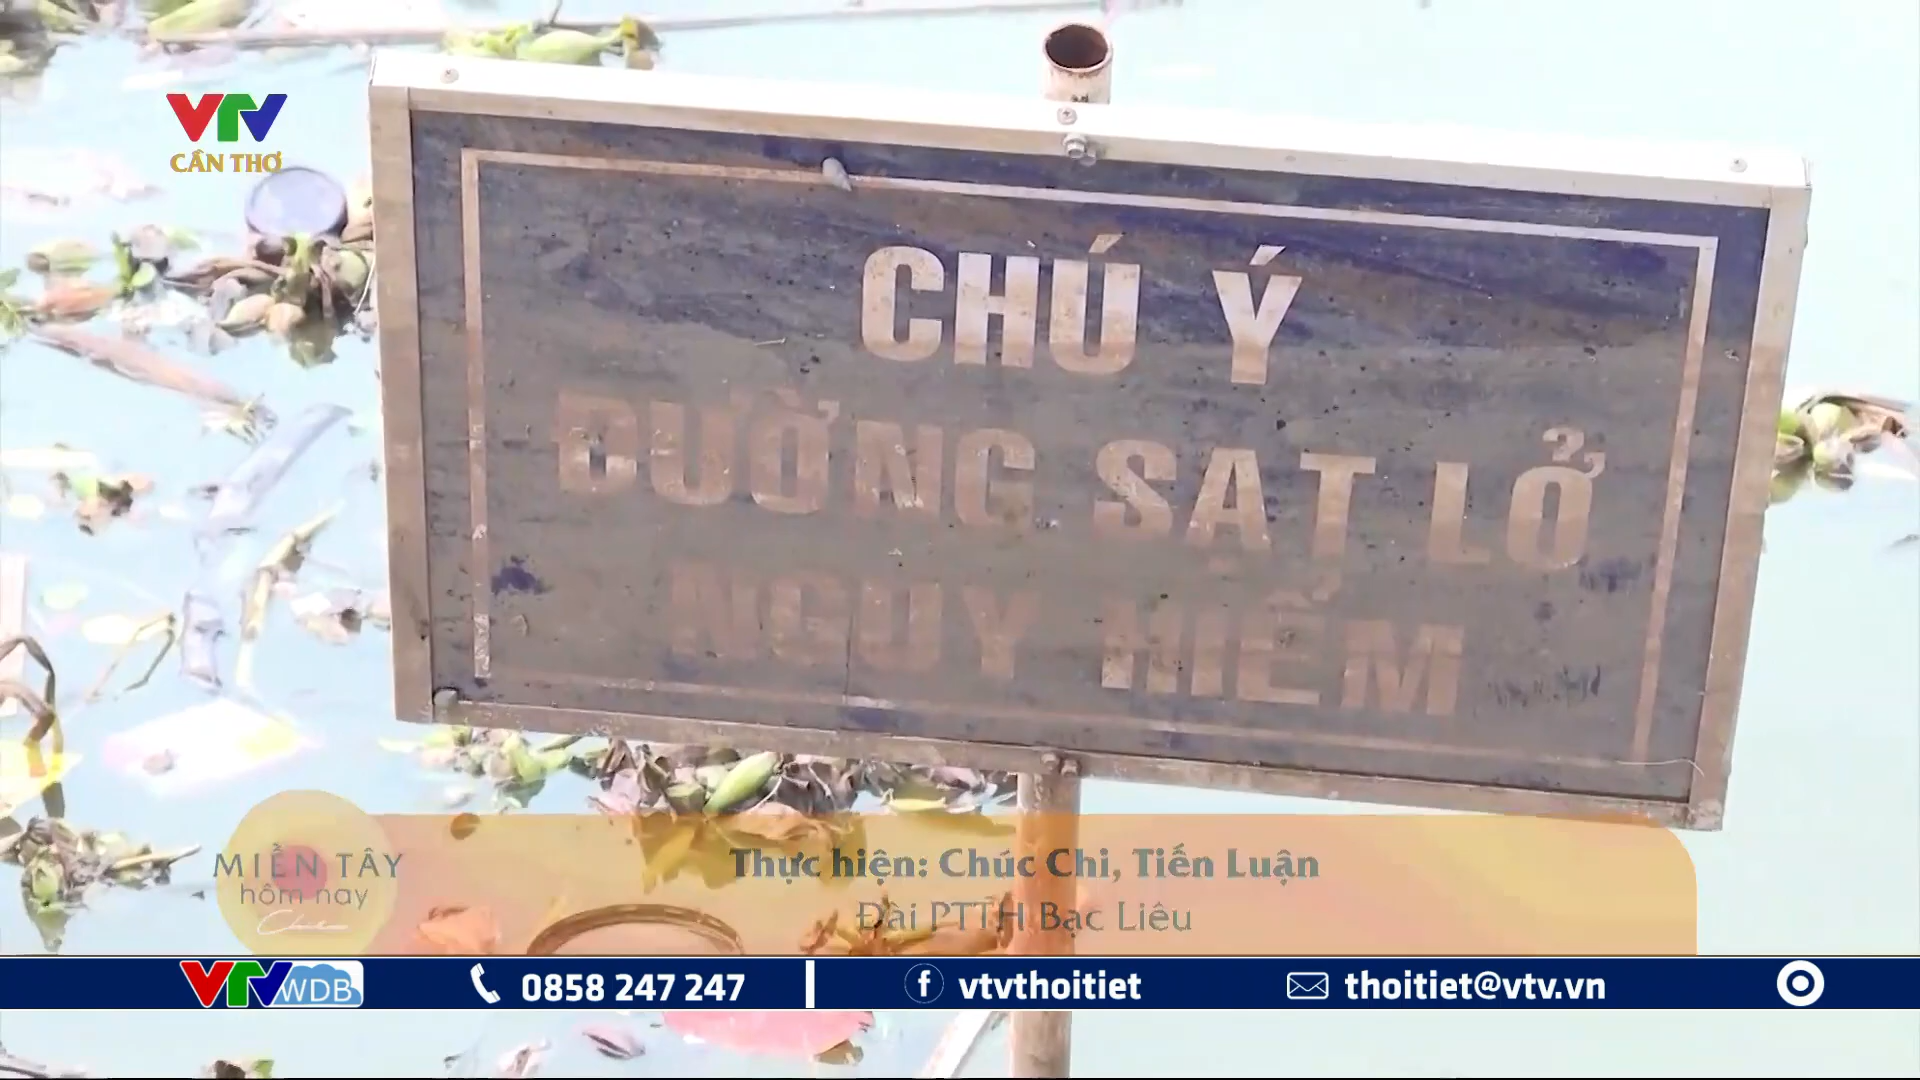 VTV
CẦN THƠ
CHÚ Ý
ĐƯỜNG SẠT LỞ
NGUY HIỂM
MIỀN TÂY
hôm nay
Thực hiện: Chúc Chi, Tiến Luận
Đài PTTH Bạc Liêu
VTV WDB
0858 247 247
vtvthoitiet
thoitiet@vtv.vn